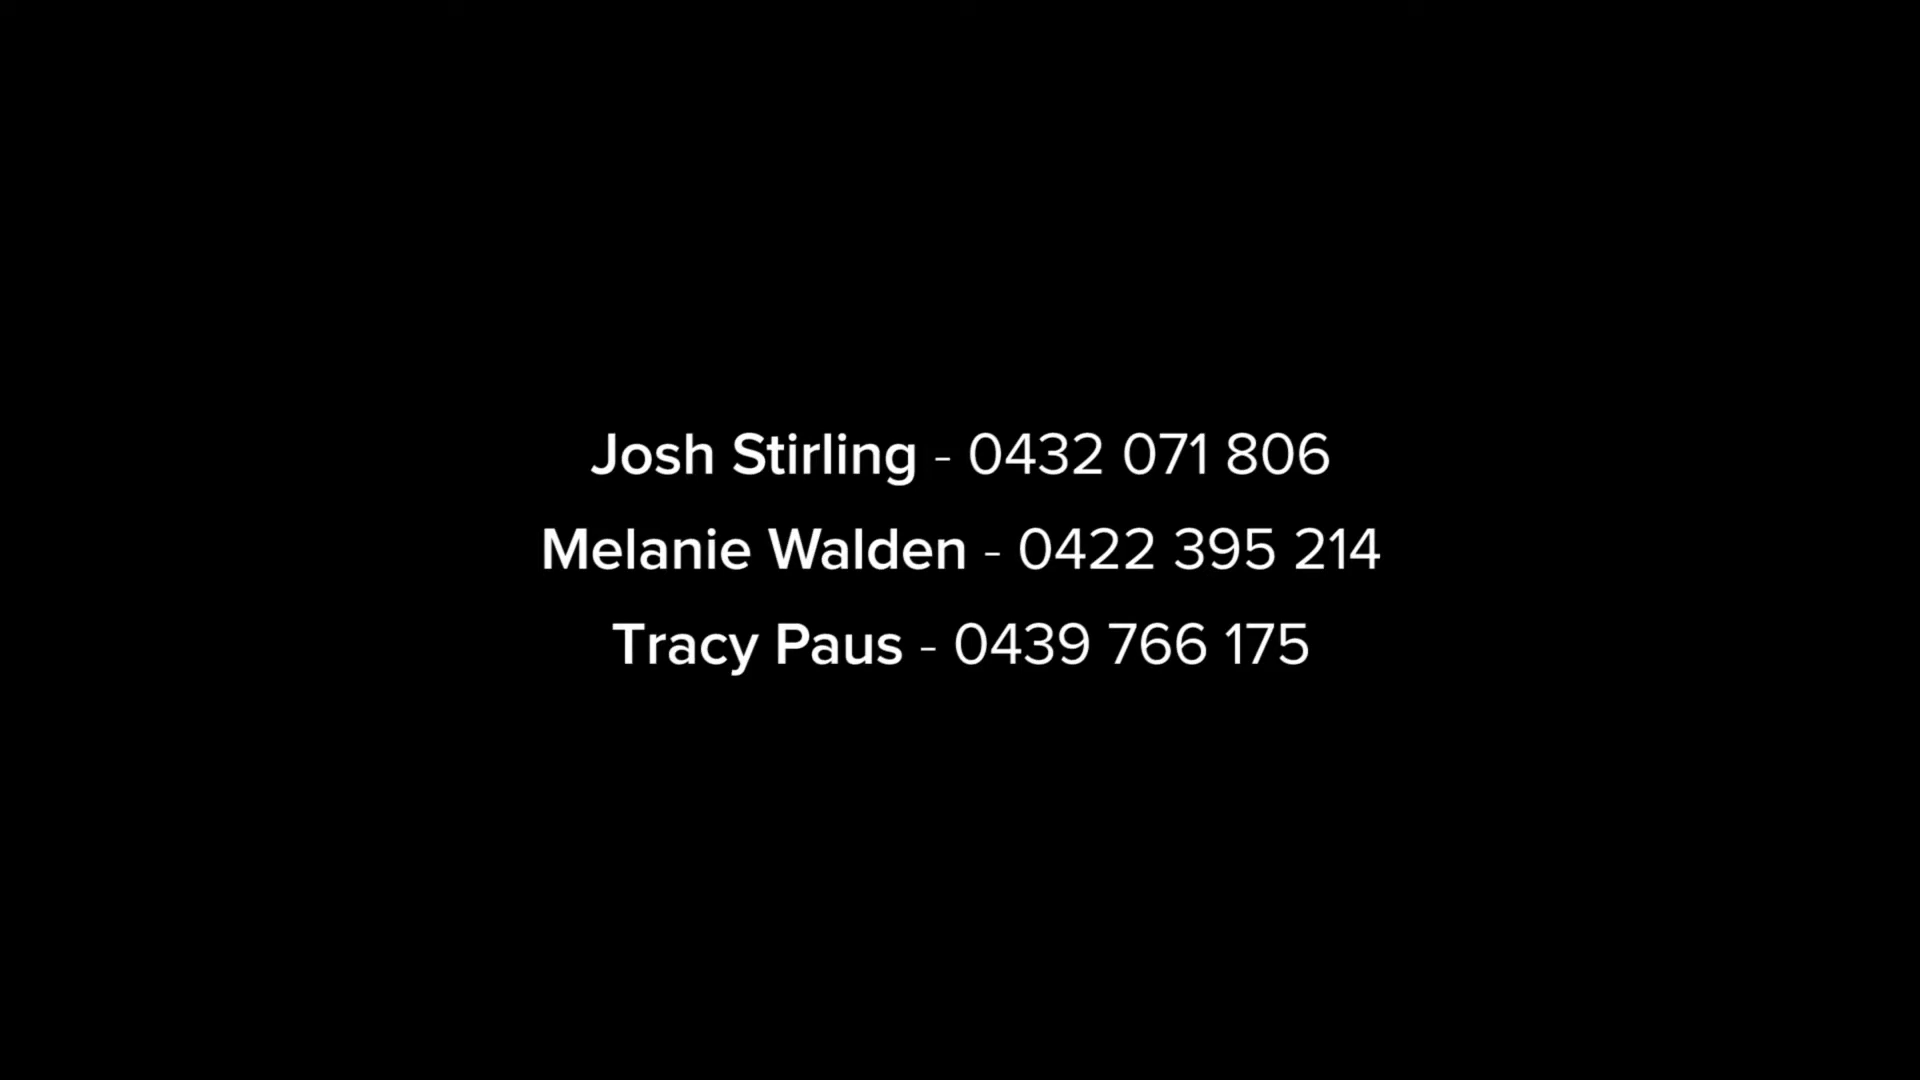 Josh Stirling - 0432 071 806
Melanie Walden - 0422 395 214
Tracy Paus - 0439 766 175